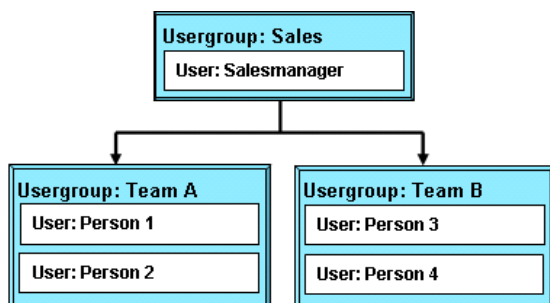 Usergroup: Sales
User: Salesmanager
Usergroup: Team A
User: Person 1
User: Person 2
Usergroup: Team B
User: Person 3
User: Person 4